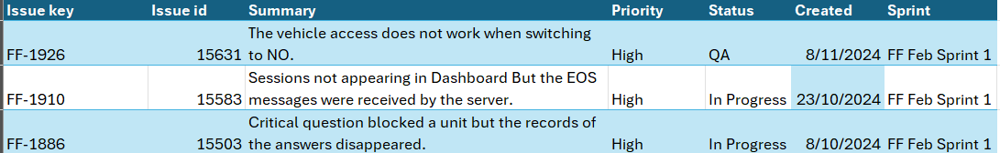 Issue key Issue id Summary Priority Status Created Sprint
The vehicle access does not work when switching
FF-1926 15631 to NO. High QA 8/11/2024 FF Feb Sprint 1
Sessions not appearing in Dashboard But the EOS
FF-1910 15583 messages were received by the server. High In Progress 23/10/2024 FF Feb Sprint 1
Critical question blocked a unit but the records of
FF-1886 15503 the answers disappeared. High In Progress 8/10/2024 FF Feb Sprint 1